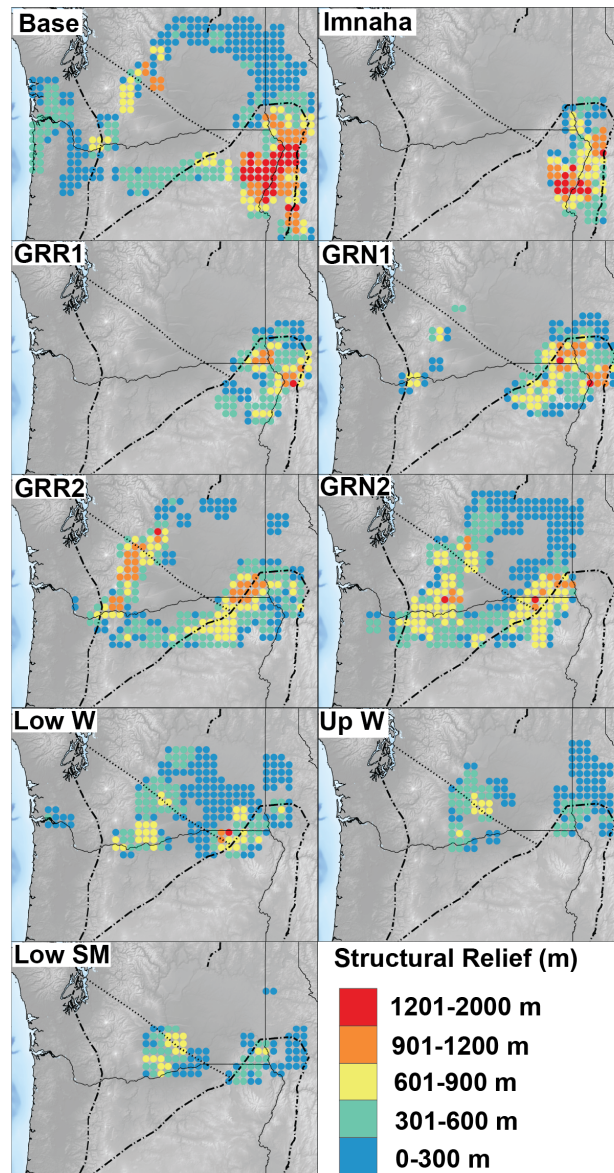 Base
Imnaha
GRR1
GRN1
GRR2
GRN2
Low W
Up W
Low SM
Structural Relief (m)
1201-2000 m
901-1200 m
601-900 m
301-600 m
0-300 m